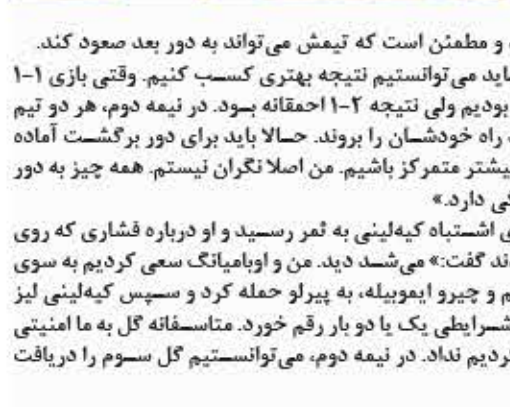 و مطمئن است که تیمش می‌تواند به دور بعد صعود کند.
می‌توانستیم نتیجه بهتری کسب کنیم. وقتی بازی ۱-۱
بودیم ولی نتیجه ۲-۱ احمقانه بود. در نیمه دوم، هر دو تیم
راه خودشان را بروند. حالا باید برای دور برگشت آماده
بیشتر متمرکز باشیم. من اصلا نگران نیستم. همه چیز به دور
دارد.»
اشتباه کیه‌لینی به ثمر رسید و او درباره فشاری که روی
گفت:» می‌شد دید. من و اوبامیانگ سعی کردیم به سوی
و چیرو ایموبیله، به پیرلو حمله کرد و سپس کیه‌لینی لیز
شرایطی یک یا دو بار رقم خورد. متاسفانه گل به ما امنیتی
نداد. در نیمه دوم، می‌توانستیم گل سوم را دریافت